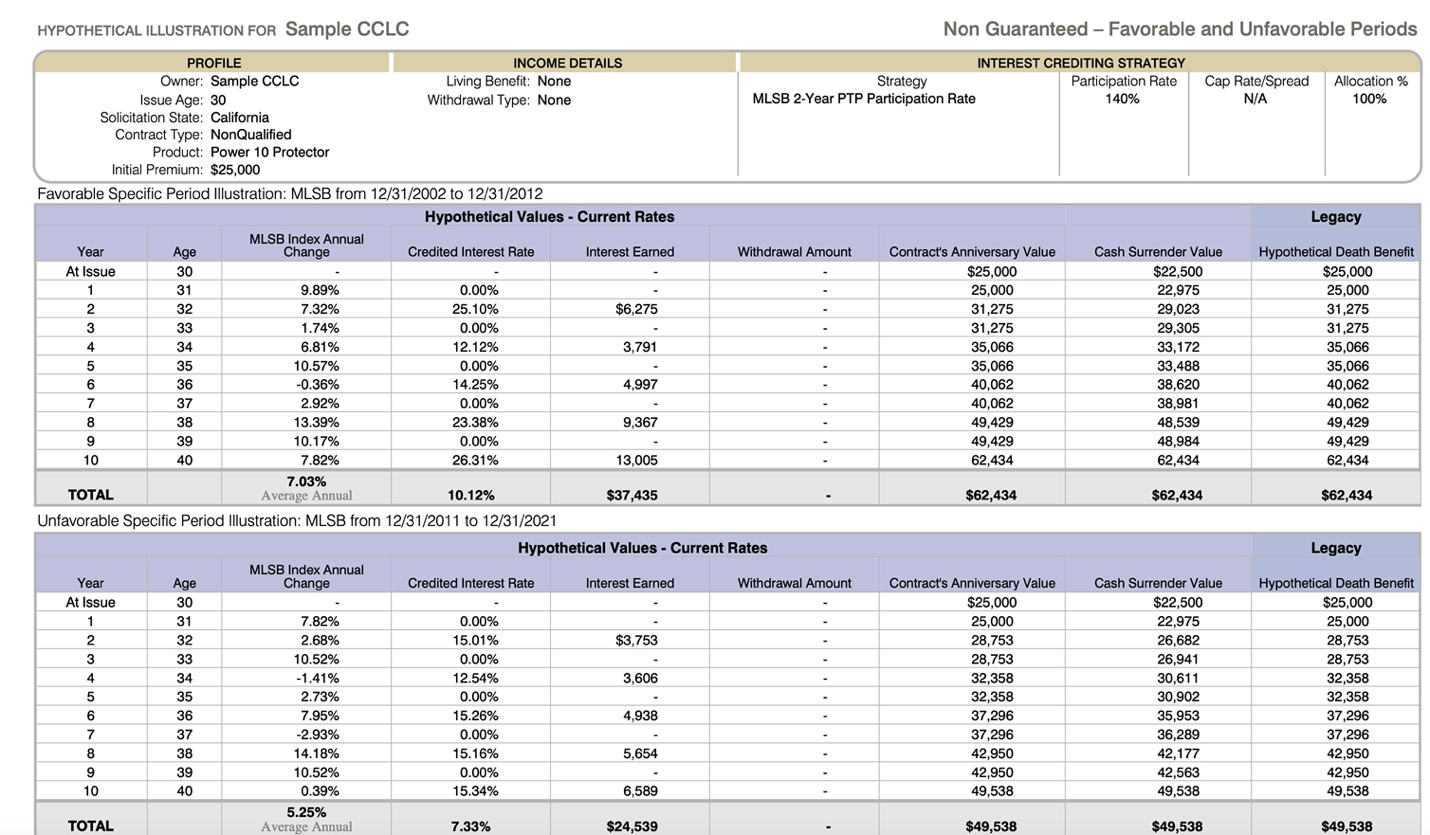 HYPOTHETICAL ILLUSTRATION FOR Sample CCLC Non Guaranteed – Favorable and Unfavorable Periods
PROFILE INCOME DETAILS INTEREST CREDITING STRATEGY
Owner: Sample CCLC Living Benefit: None Strategy Participation Rate Cap Rate/Spread Allocation %
Issue Age: 30 Withdrawal Type: None MLSB 2-Year PTP Participation Rate 140% N/A 100%
Solicitation State: California
Contract Type: NonQualified
Product: Power 10 Protector
Initial Premium: $25,000
Favorable Specific Period Illustration: MLSB from 12/31/2002 to 12/31/2012
Hypothetical Values - Current Rates Legacy
MLSB Index Annual
Year Age Change Credited Interest Rate Interest Earned Withdrawal Amount Contract's Anniversary Value Cash Surrender Value Hypothetical Death Benefit
At Issue 30 - - - - $25,000 $22,500 $25,000
1 31 9.89% 0.00% - - 25,000 22,975 25,000
2 32 7.32% 25.10% $6,275 - 31,275 29,023 31,275
3 33 1.74% 0.00% - - 31,275 29,305 31,275
4 34 6.81% 12.12% 3,791 - 35,066 33,172 35,066
5 35 10.57% 0.00% - - 35,066 33,488 35,066
6 36 -0.36% 14.25% 4,997 - 40,062 38,620 40,062
7 37 2.92% 0.00% - - 40,062 38,981 40,062
8 38 13.39% 23.38% 9,367 - 49,429 48,539 49,429
9 39 10.17% 0.00% - - 49,429 48,984 49,429
10 40 7.82% 26.31% 13,005 - 62,434 62,434 62,434
7.03%
TOTAL Average Annual 10.12% $37,435 - $62,434 $62,434 $62,434
Unfavorable Specific Period Illustration: MLSB from 12/31/2011 to 12/31/2021
Hypothetical Values - Current Rates Legacy
MLSB Index Annual
Year Age Change Credited Interest Rate Interest Earned Withdrawal Amount Contract's Anniversary Value Cash Surrender Value Hypothetical Death Benefit
At Issue 30 - - - - $25,000 $22,500 $25,000
1 31 7.82% 0.00% - - 25,000 22,975 25,000
2 32 2.68% 15.01% $3,753 - 28,753 26,682 28,753
3 33 10.52% 0.00% - - 28,753 26,941 28,753
4 34 -1.41% 12.54% 3,606 - 32,358 30,611 32,358
5 35 2.73% 0.00% - - 32,358 30,902 32,358
6 36 7.95% 15.26% 4,938 - 37,296 35,953 37,296
7 37 -2.93% 0.00% - - 37,296 36,289 37,296
8 38 14.18% 15.16% 5,654 - 42,950 42,177 42,950
9 39 10.52% 0.00% - - 42,950 42,563 42,950
10 40 0.39% 15.34% 6,589 - 49,538 49,538 49,538
5.25%
TOTAL Average Annual 7.33% $24,539 - $49,538 $49,538 $49,538